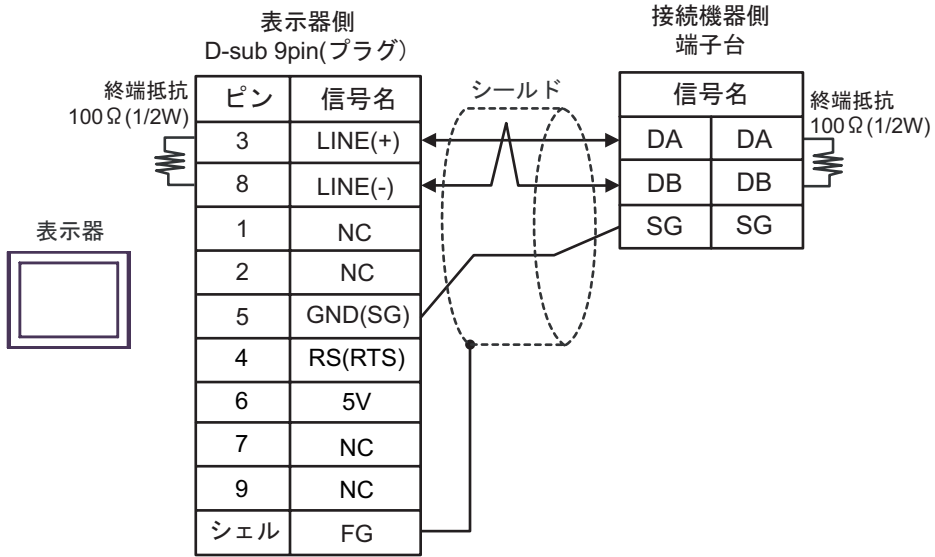 表示器側
D-sub 9pin(プラグ)
接続機器側
端子台
終端抵抗
100Ω(1/2W)
シールド
終端抵抗
100Ω(1/2W)
表示器
ピン 信号名
3 LINE(+)
8 LINE(-)
1 NC
2 NC
5 GND(SG)
4 RS(RTS)
6 5V
7 NC
9 NC
シェル FG
信号名
DA DA
DB DB
SG SG